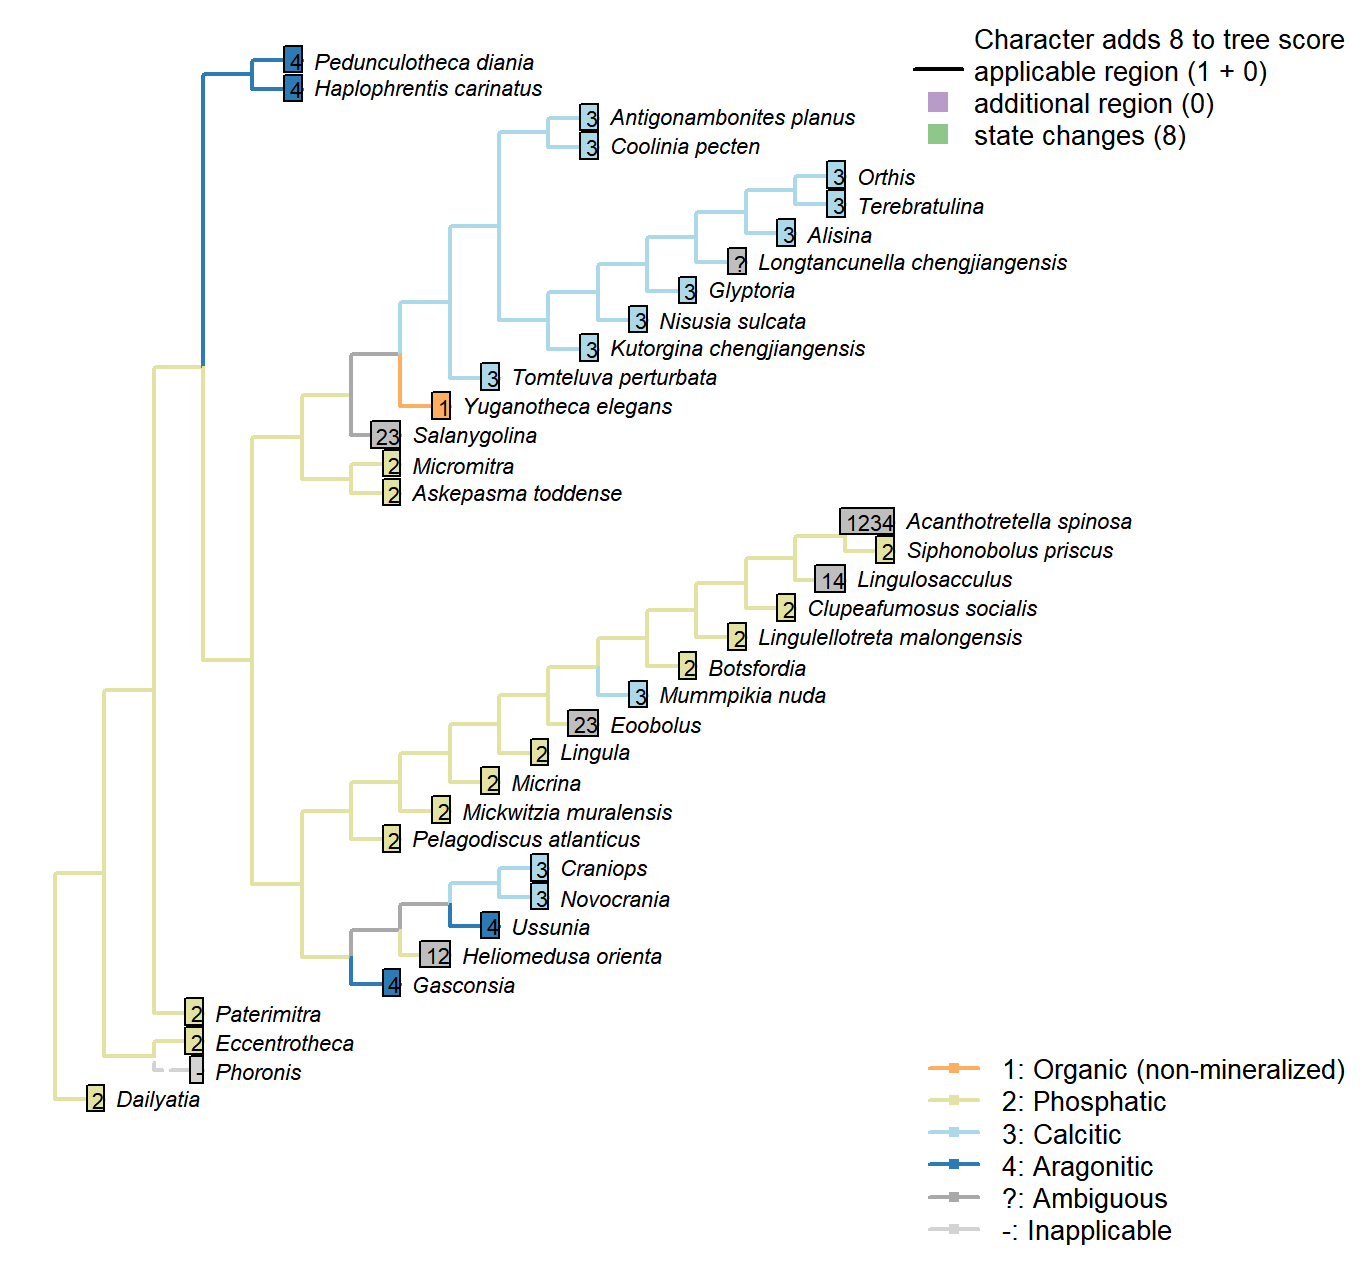 Character adds 8 to tree score
applicable region (1 + 0)
additional region (0)
state changes (8)
4 Pedunculotheca diania
4 Haplophrentis carinatus
3 Antigonambonites planus
3 Coolinia pecten
3 Orthis
3 Terebratulina
3 Alisina
? Longtancunella chengjiangensis
3 Glyptoria
3 Nisusia sulcata
3 Kutorgina chengjiangensis
3 Tomteluva perturbata
1 Yuganotheca elegans
23 Salanygolina
2 Micromitra
2 Askepasma toddense
1234 Acanthotretella spinosa
2 Siphonobolus priscus
14 Lingulosacculus
2 Clupeafumosus socialis
2 Lingulellotreta malongensis
2 Botsfordia
3 Mummpikia nuda
23 Eoobolus
2 Lingula
2 Micrina
2 Mickwitzia muralensis
2 Pelagodiscus atlanticus
3 Craniops
3 Novocrania
4 Ussunia
12 Heliomedusa orienta
4 Gasconsia
2 Paterimitra
2 Eccentrotheca
- Phoronis
2 Dailyatia
1: Organic (non-mineralized)
2: Phosphatic
3: Calcitic
4: Aragonitic
?: Ambiguous
-: Inapplicable